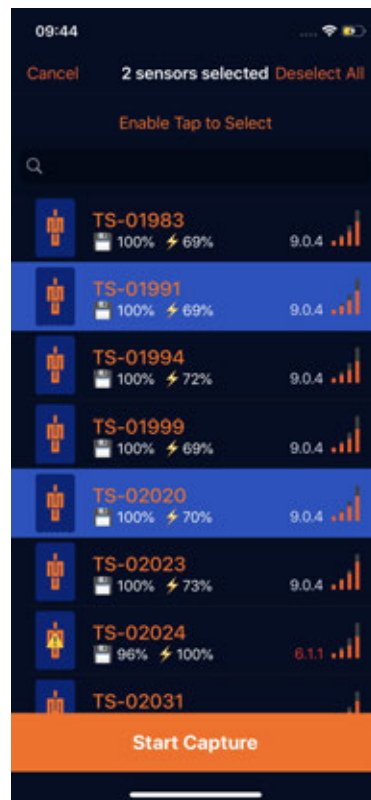 09:44
Cancel 2 sensors selected Deselect All
Enable Tap to Select
TS-01983
100% 69% 9.0.4
TS-01991
100% 69% 9.0.4
TS-01994
100% 72% 9.0.4
TS-01999
100% 69% 9.0.4
TS-02020
100% 70% 9.0.4
TS-02023
100% 73% 9.0.4
TS-02024
96% 100% 6.1.1
TS-02031
Start Capture